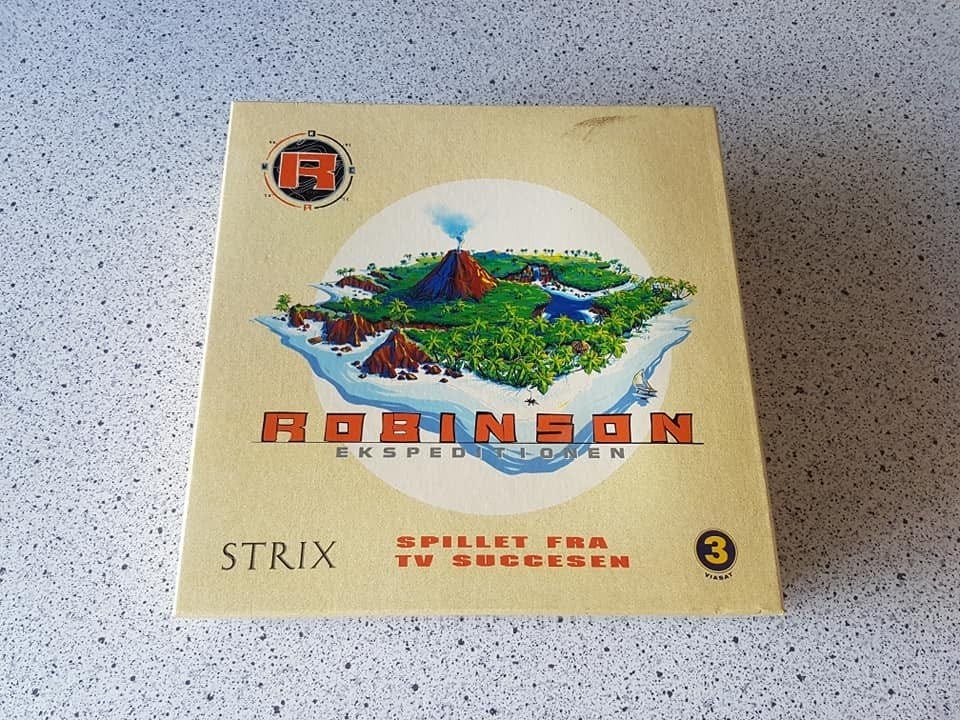 R
ROBINSON
EKSPEDITIONEN
SPILLET FRA
TV SUCCESEN
STRIX
3
VIASAT